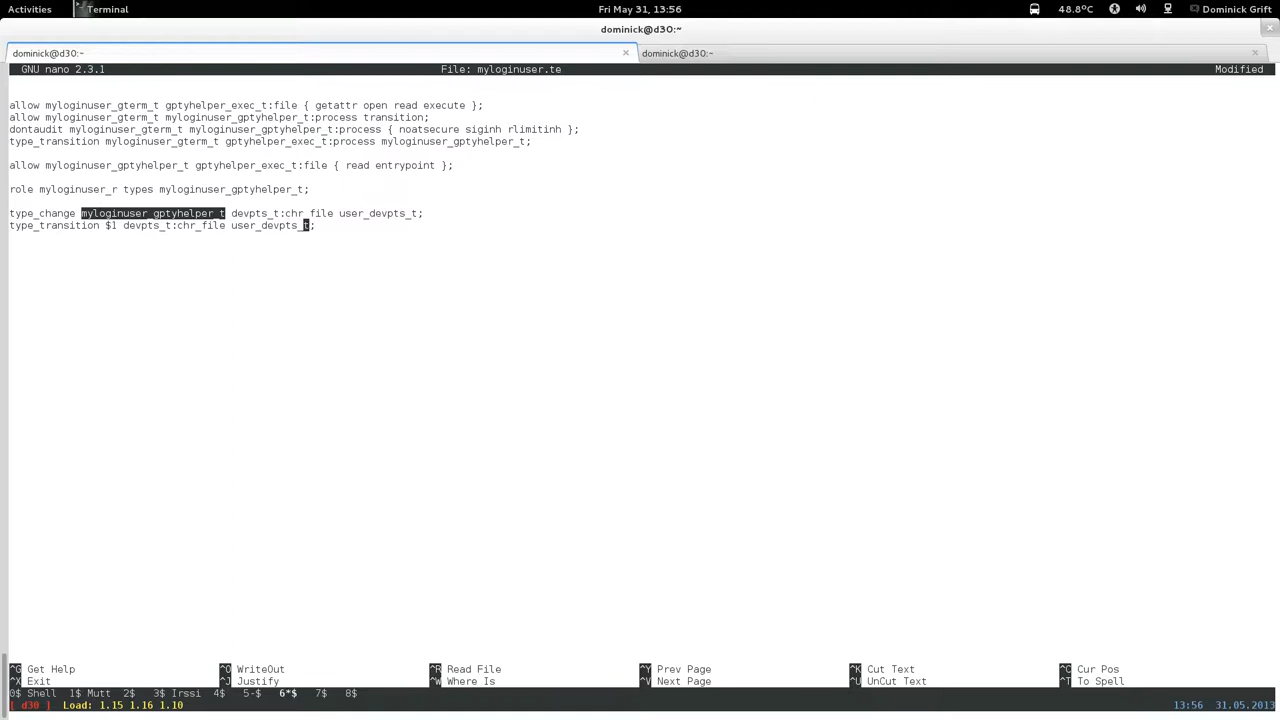 Activities Terminal Fri May 31, 13:56 48.8ºC Dominick Grift
dominick@d30:~
dominick@d30:~ × dominick@d30:~ ×
GNU nano 2.3.1 File: myloginuser.te Modified
allow myloginuser_gterm_t gptyhelper_exec_t:file { getattr open read execute };
allow myloginuser_gterm_t myloginuser_gptyhelper_t:process transition;
dontaudit myloginuser_gterm_t myloginuser_gptyhelper_t:process { noatsecure siginh rlimitinh };
type_transition myloginuser_gterm_t gptyhelper_exec_t:process myloginuser_gptyhelper_t;
allow myloginuser_gptyhelper_t gptyhelper_exec_t:file { read entrypoint };
role myloginuser_r types myloginuser_gptyhelper_t;
type_change myloginuser_gptyhelper_t devpts_t:chr_file user_devpts_t;
type_transition $1 devpts_t:chr_file user_devpts_t;
^G Get Help ^O WriteOut ^R Read File ^Y Prev Page ^K Cut Text ^C Cur Pos
^X Exit ^J Justify ^W Where Is ^V Next Page ^U UnCut Text ^T To Spell
0$ Shell 1$ Mutt 2$ 3$ Irssi 4$ 5-$ 6*$ 7$ 8$
[ d30 ] Load: 1.15 1.16 1.10 13:56 31.05.2013